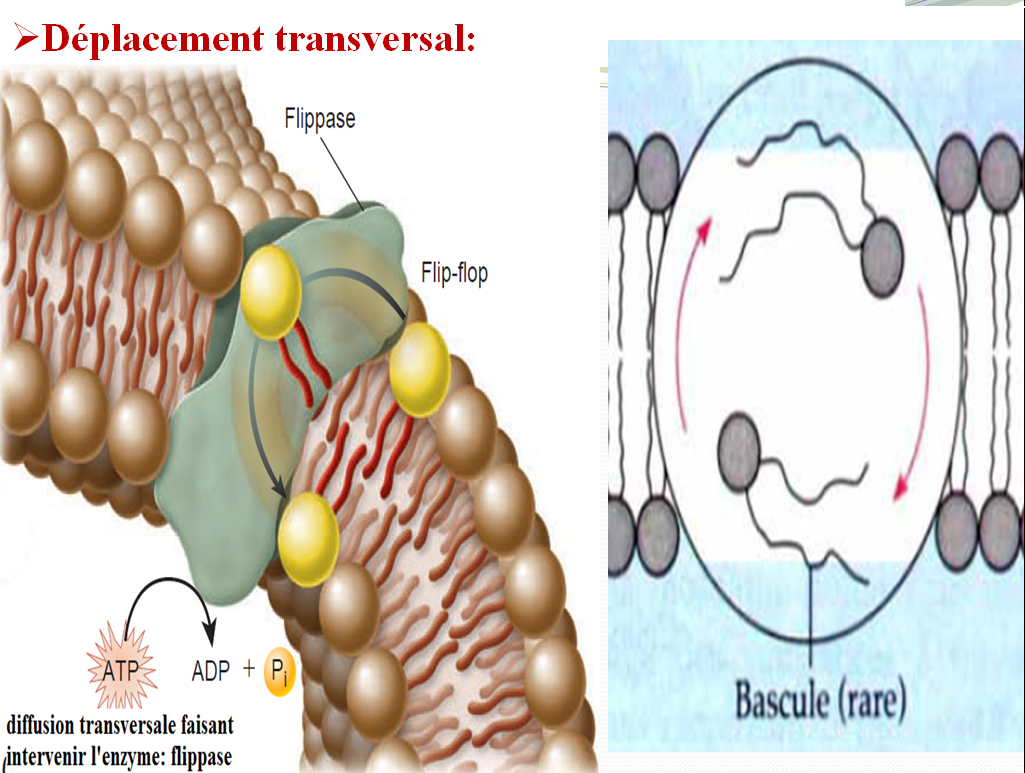 ➢Déplacement transversal:
Flippase
Flip-flop
ATP ADP + Pi
diffusion transversale faisant
intervenir l'enzyme: flippase
Bascule (rare)